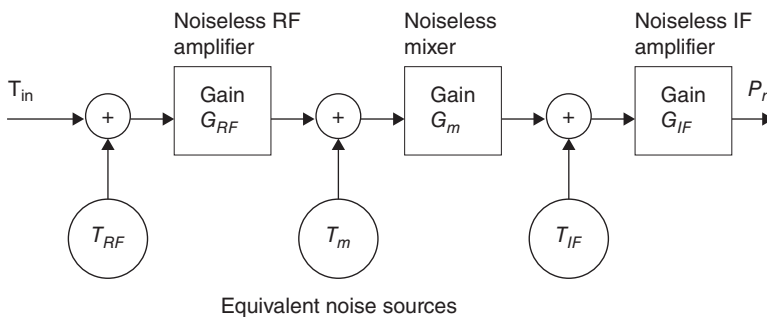 Noiseless RF
amplifier
Noiseless
mixer
Noiseless IF
amplifier
T_in
+
Gain
G_RF
+
Gain
G_m
+
Gain
G_IF
P_n
T_RF
T_m
T_IF
Equivalent noise sources